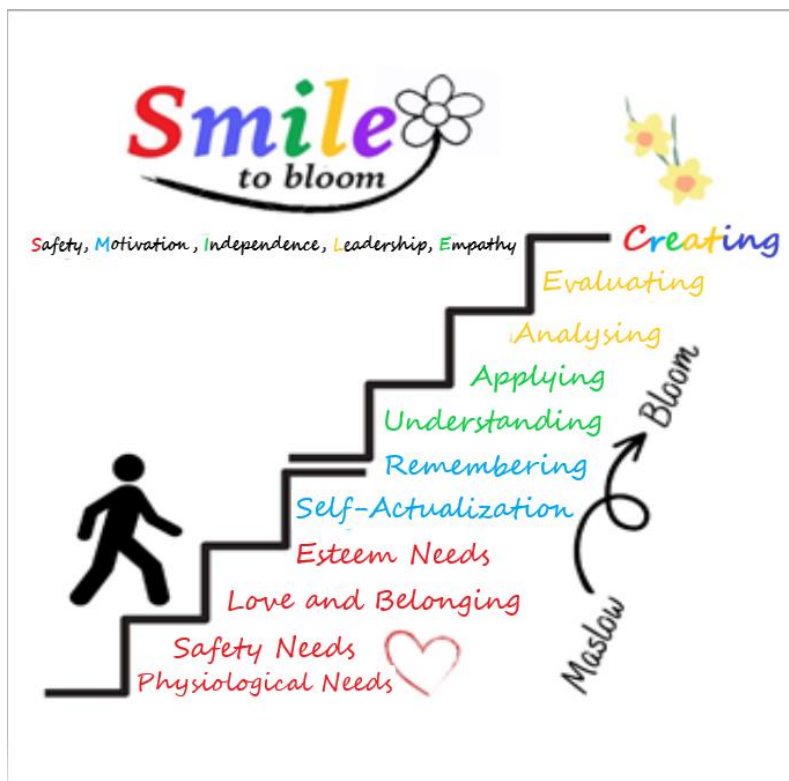 Smile
to bloom
Safety, Motivation, Independence, Leadership, Empathy
Creating
Evaluating
Analysing
Applying
Understanding
Remembering
Self-Actualization
Esteem Needs
Love and Belonging
Safety Needs
Physiological Needs
Bloom
Maslow